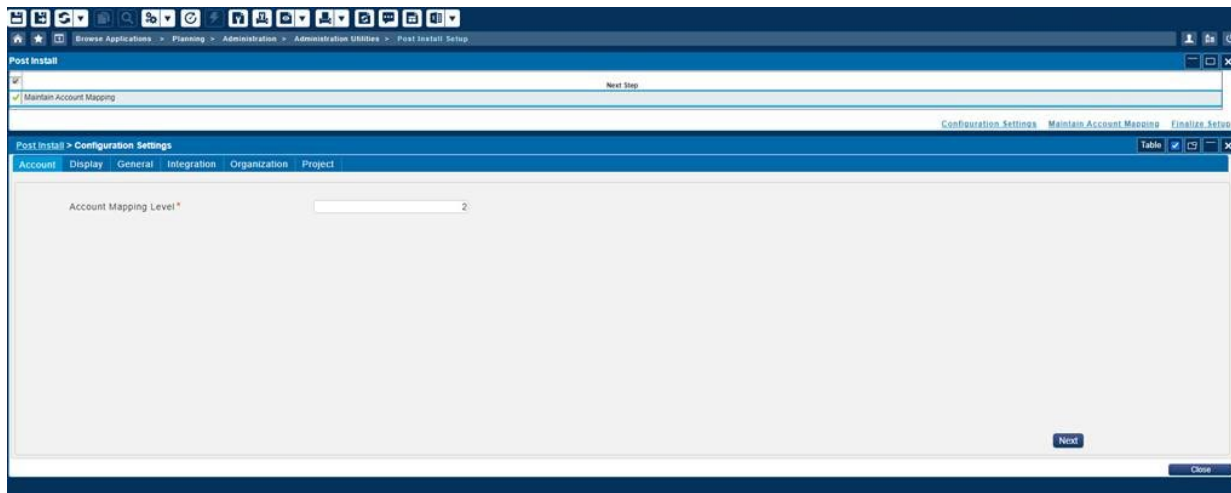 Browse Applications > Planning > Administration > Administration Utilities > Post Install Setup
Post Install
Next Step
Maintain Account Mapping
Configuration Settings Maintain Account Mapping Finalize Setup
Post Install > Configuration Settings Table
Account Display General Integration Organization Project
Account Mapping Level* 2
Next
Close